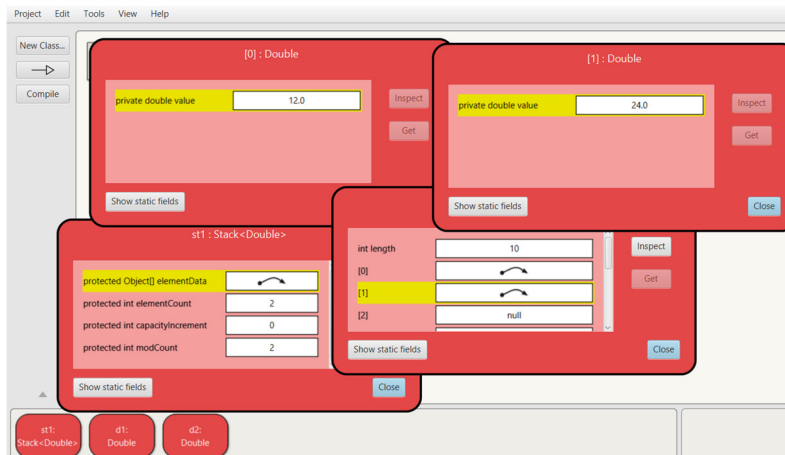 Project Edit Tools View Help
New Class...
Compile
[0] : Double
private double value 12.0
Inspect
Get
Show static fields
[1] : Double
private double value 24.0
Inspect
Get
Show static fields
Close
st1 : Stack<Double>
protected Object[] elementData
protected int elementCount 2
protected int capacityIncrement 0
protected int modCount 2
Show static fields
Close
int length 10
[0]
[1]
[2] null
Inspect
Get
Show static fields
Close
st1:
Stack<Double>
d1:
Double
d2:
Double